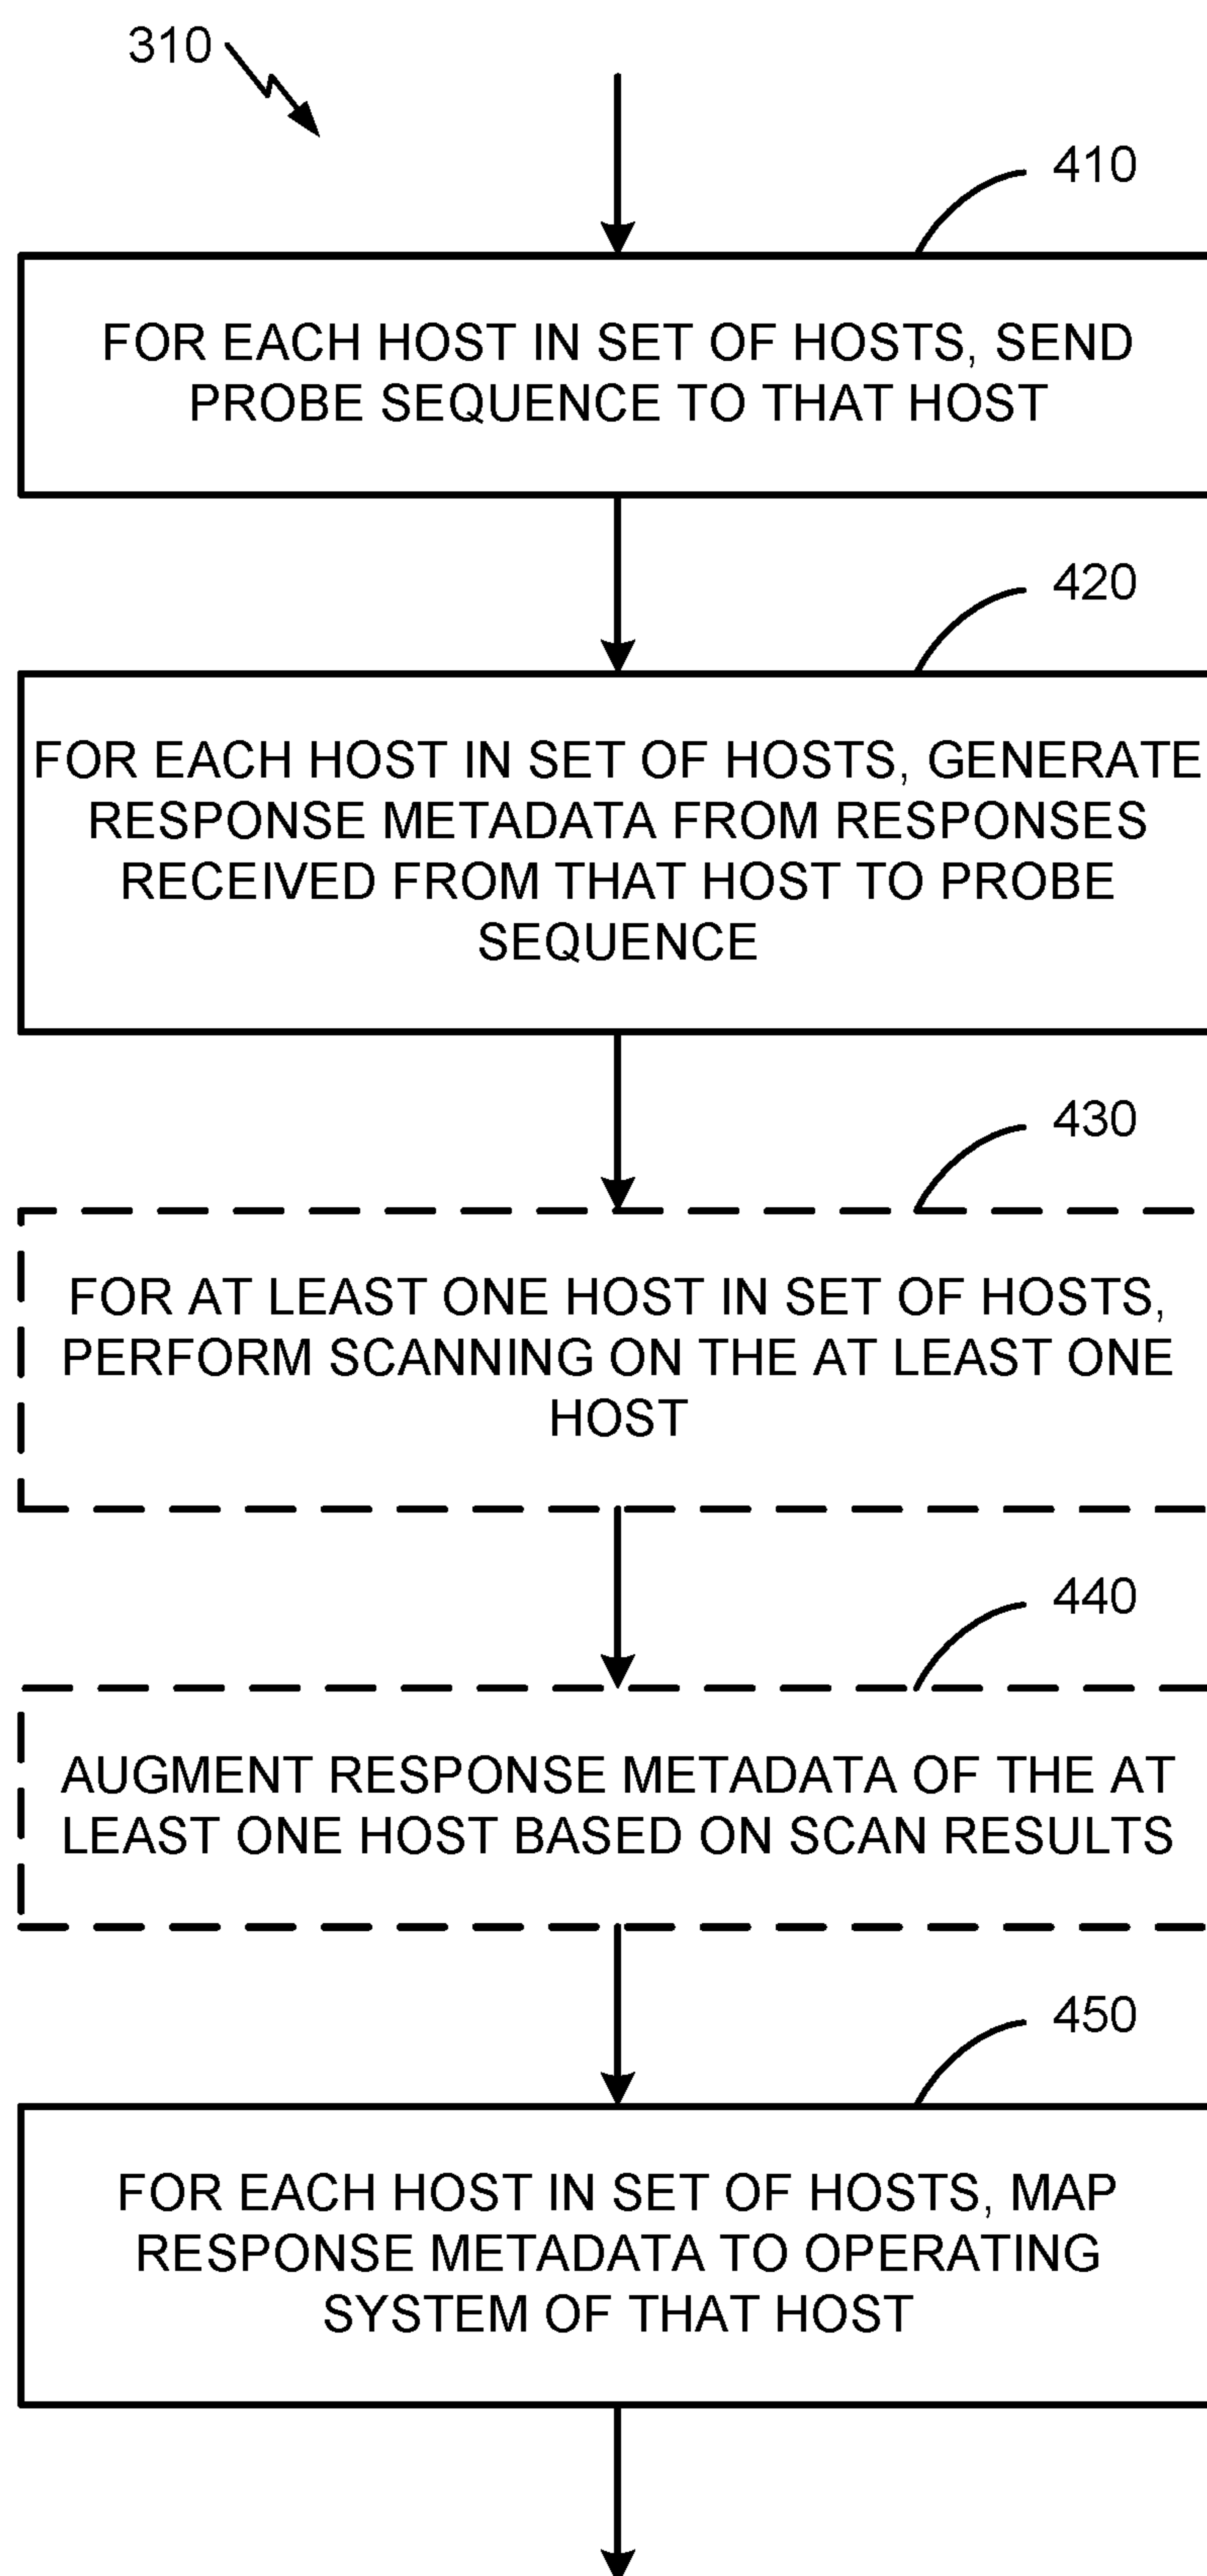 310
410
FOR EACH HOST IN SET OF HOSTS, SEND
PROBE SEQUENCE TO THAT HOST
420
FOR EACH HOST IN SET OF HOSTS, GENERATE
RESPONSE METADATA FROM RESPONSES
RECEIVED FROM THAT HOST TO PROBE
SEQUENCE
430
FOR AT LEAST ONE HOST IN SET OF HOSTS,
PERFORM SCANNING ON THE AT LEAST ONE
HOST
440
AUGMENT RESPONSE METADATA OF THE AT
LEAST ONE HOST BASED ON SCAN RESULTS
450
FOR EACH HOST IN SET OF HOSTS, MAP
RESPONSE METADATA TO OPERATING
SYSTEM OF THAT HOST